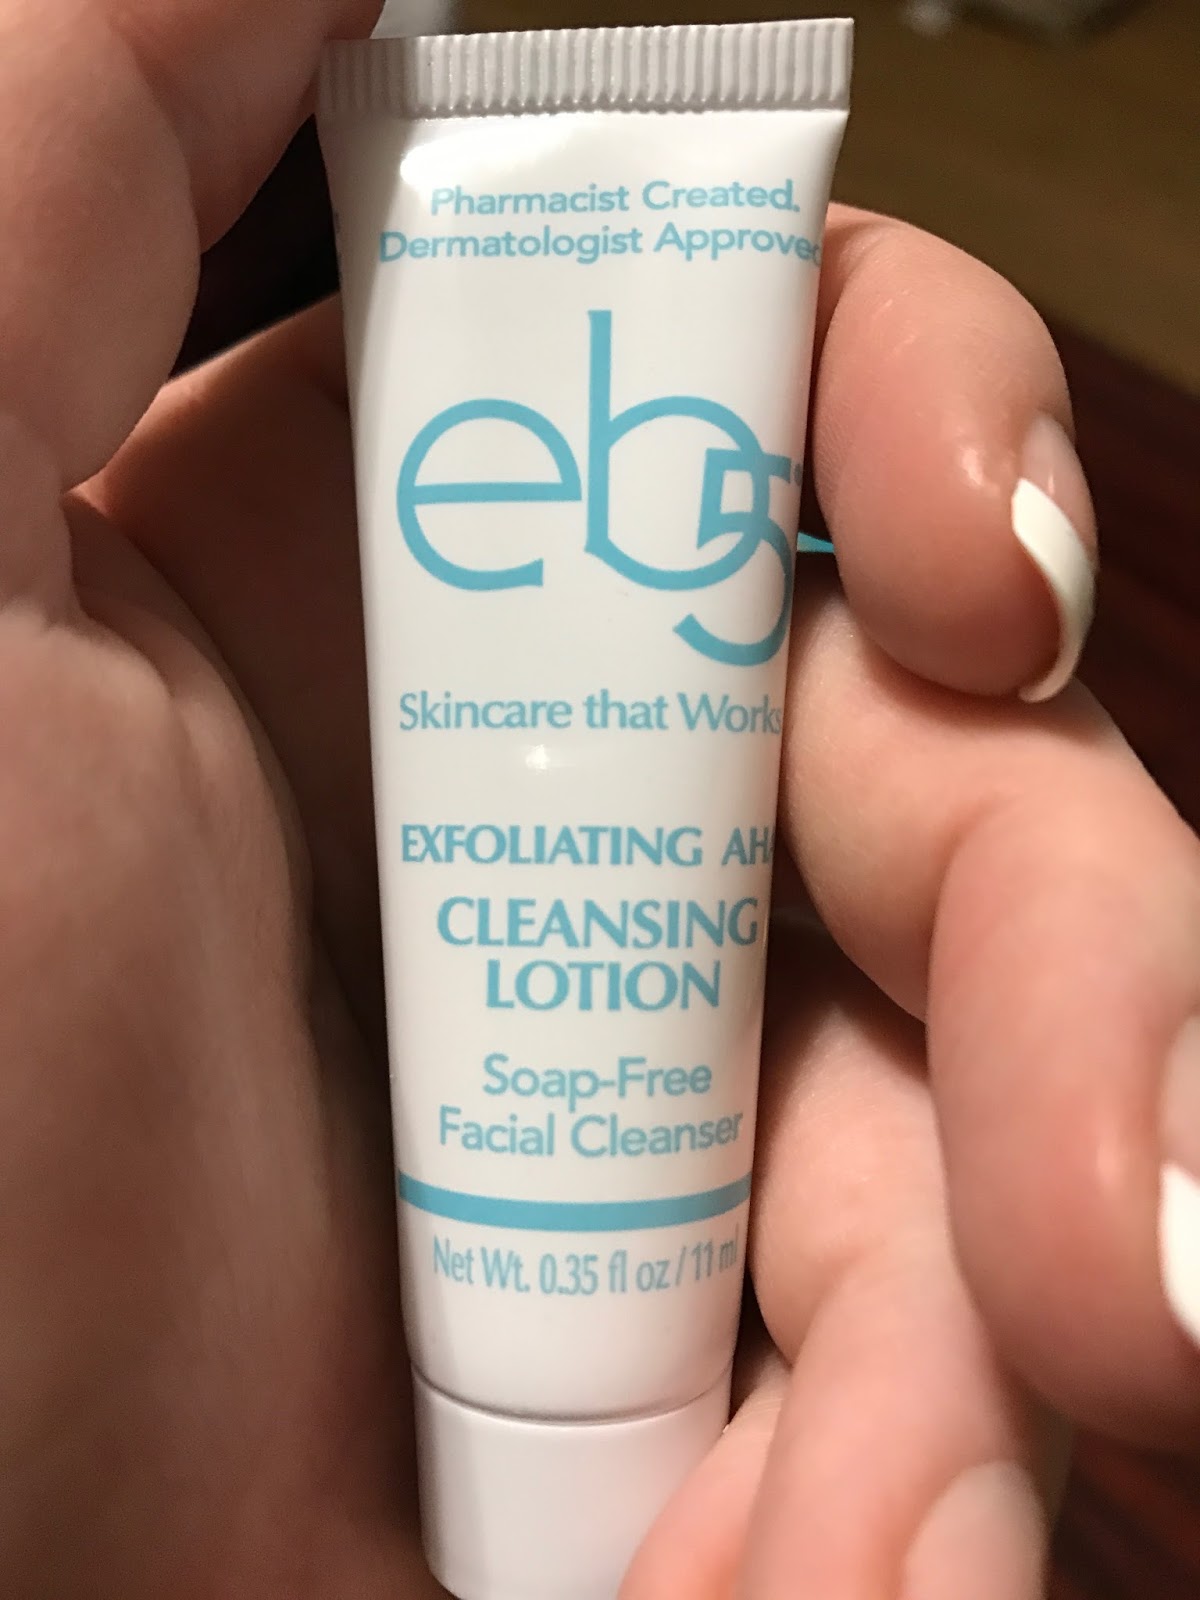 Pharmacist Created.
Dermatologist Approved
eb5
Skincare that Works
EXFOLIATING AHA
CLEANSING
LOTION
Soap-Free
Facial Cleanser
Net Wt. 0.35 fl oz / 11 ml